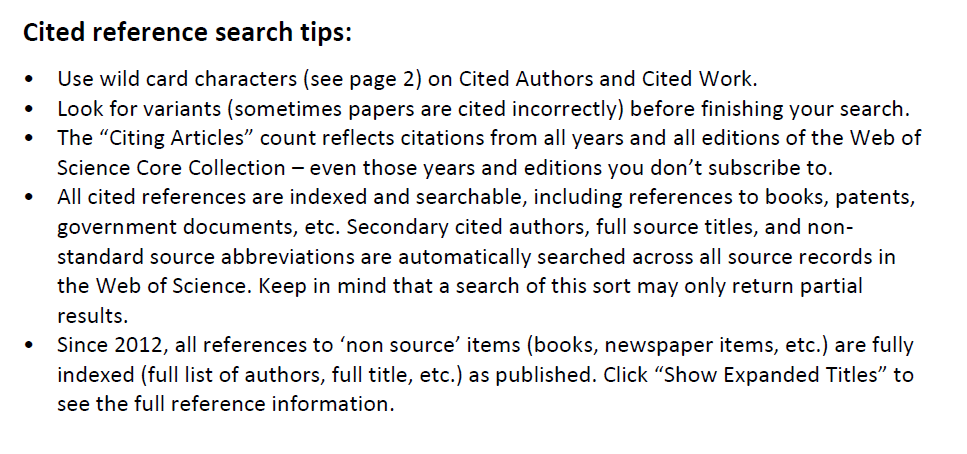 Cited reference search tips:
• Use wild card characters (see page 2) on Cited Authors and Cited Work.
• Look for variants (sometimes papers are cited incorrectly) before finishing your search.
• The “Citing Articles” count reflects citations from all years and all editions of the Web of
Science Core Collection – even those years and editions you don’t subscribe to.
• All cited references are indexed and searchable, including references to books, patents,
government documents, etc. Secondary cited authors, full source titles, and non-
standard source abbreviations are automatically searched across all source records in
the Web of Science. Keep in mind that a search of this sort may only return partial
results.
• Since 2012, all references to ‘non source’ items (books, newspaper items, etc.) are fully
indexed (full list of authors, full title, etc.) as published. Click “Show Expanded Titles” to
see the full reference information.